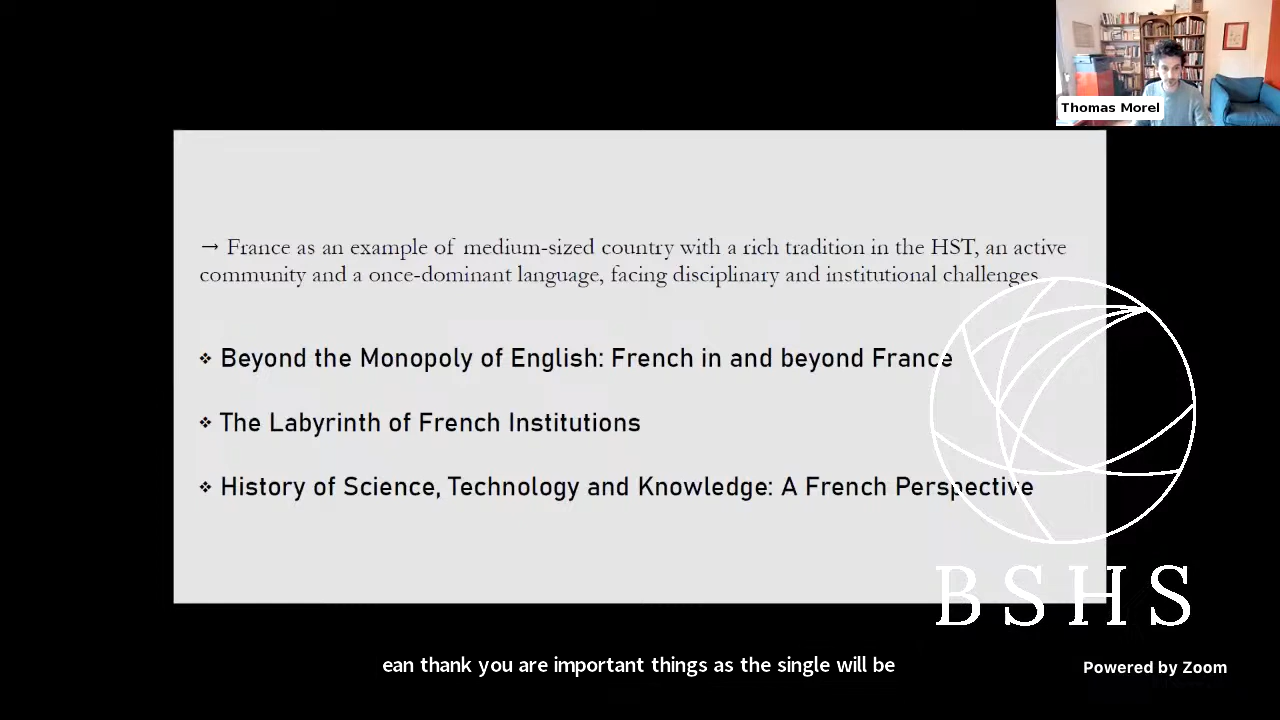 Thomas Morel
→ France as an example of medium-sized country with a rich tradition in the HST, an active
community and a once-dominant language, facing disciplinary and institutional challenges
❖ Beyond the Monopoly of English: French in and beyond France
❖ The Labyrinth of French Institutions
❖ History of Science, Technology and Knowledge: A French Perspective
BSHS
ean thank you are important things as the single will be
Powered by Zoom